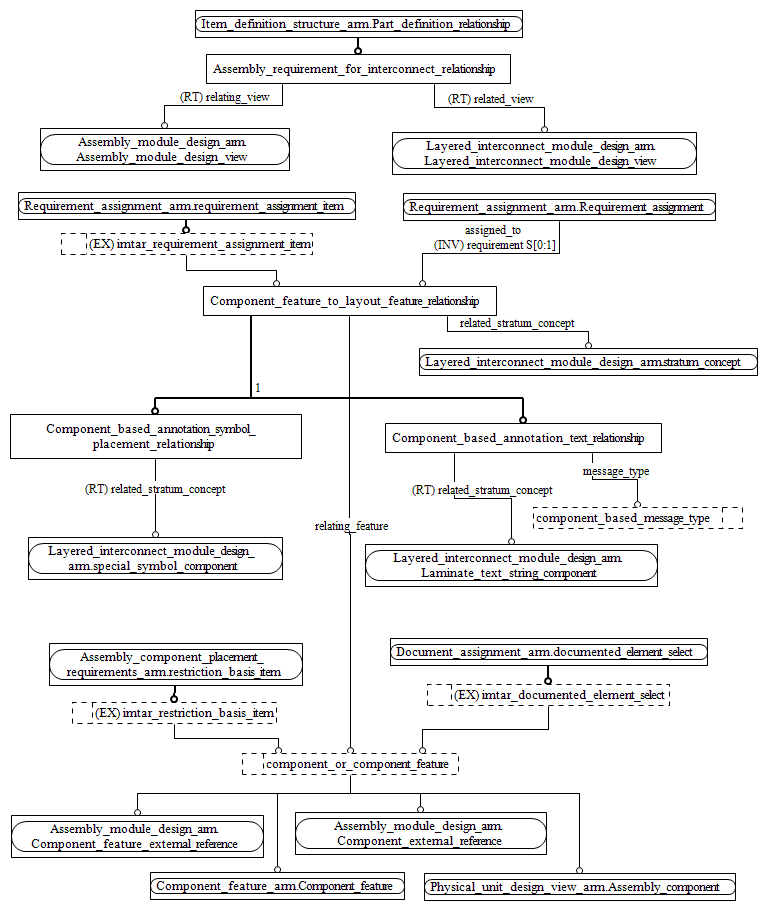 Item_definition_structure_arm.Part_definition_relationship
Assembly_requirement_for_interconnect_relationship
(RT) relating_view
(RT) related_view
Assembly_module_design_arm.
Assembly_module_design_view
Layered_interconnect_module_design_arm.
Layered_interconnect_module_design_view
Requirement_assignment_arm.requirement_assignment_item
Requirement_assignment_arm.Requirement_assignment
(EX) imtar_requirement_assignment_item
assigned_to
(INV) requirement S[0:1]
Component_feature_to_layout_feature_relationship
related_stratum_concept
Layered_interconnect_module_design_arm.stratum_concept
1
Component_based_annotation_symbol_
placement_relationship
Component_based_annotation_text_relationship
(RT) related_stratum_concept
(RT) related_stratum_concept
message_type
component_based_message_type
relating_feature
Layered_interconnect_module_design_
arm.special_symbol_component
Layered_interconnect_module_design_arm.
Laminate_text_string_component
Assembly_component_placement_
requirements_arm.restriction_basis_item
Document_assignment_arm.documented_element_select
(EX) imtar_restriction_basis_item
(EX) imtar_documented_element_select
component_or_component_feature
Assembly_module_design_arm.
Component_feature_external_reference
Assembly_module_design_arm.
Component_external_reference
Component_feature_arm.Component_feature
Physical_unit_design_view_arm.Assembly_component